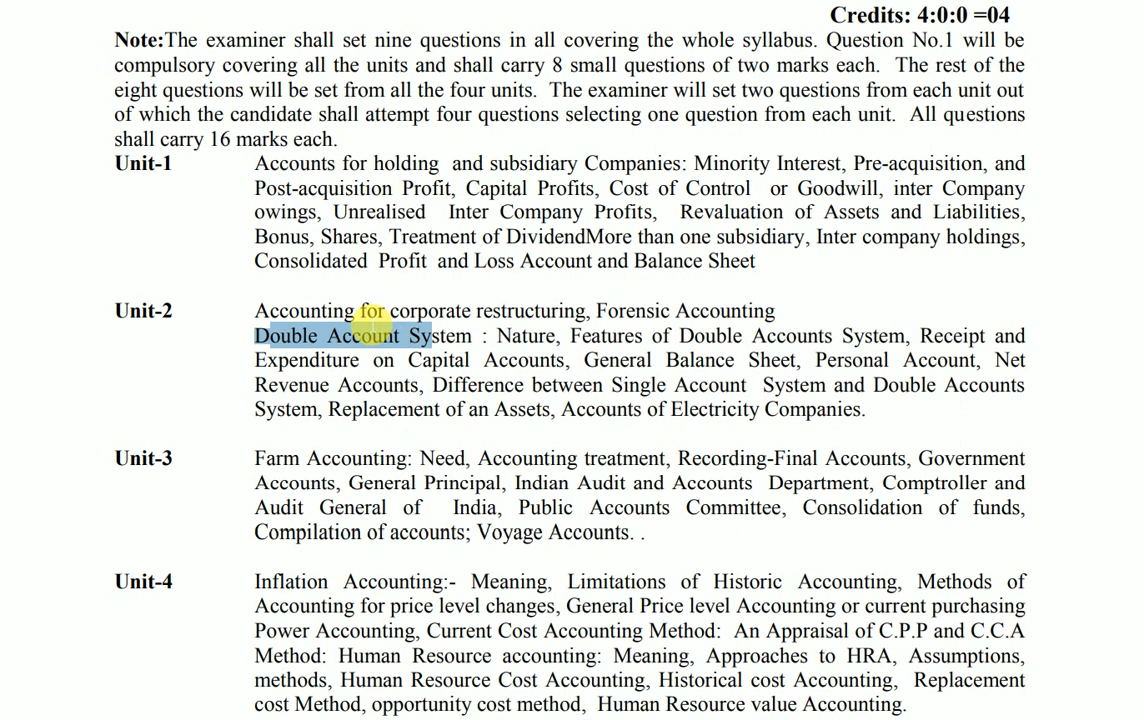 Credits: 4:0:0 =04
Note:The examiner shall set nine questions in all covering the whole syllabus. Question No.1 will be
compulsory covering all the units and shall carry 8 small questions of two marks each. The rest of the
eight questions will be set from all the four units. The examiner will set two questions from each unit out
of which the candidate shall attempt four questions selecting one question from each unit. All questions
shall carry 16 marks each.
Unit-1 Accounts for holding and subsidiary Companies: Minority Interest, Pre-acquisition, and
Post-acquisition Profit, Capital Profits, Cost of Control or Goodwill, inter Company
owings, Unrealised Inter Company Profits, Revaluation of Assets and Liabilities,
Bonus, Shares, Treatment of DividendMore than one subsidiary, Inter company holdings,
Consolidated Profit and Loss Account and Balance Sheet
Unit-2 Accounting for corporate restructuring, Forensic Accounting
Double Account System : Nature, Features of Double Accounts System, Receipt and
Expenditure on Capital Accounts, General Balance Sheet, Personal Account, Net
Revenue Accounts, Difference between Single Account System and Double Accounts
System, Replacement of an Assets, Accounts of Electricity Companies.
Unit-3 Farm Accounting: Need, Accounting treatment, Recording-Final Accounts, Government
Accounts, General Principal, Indian Audit and Accounts Department, Comptroller and
Audit General of India, Public Accounts Committee, Consolidation of funds,
Compilation of accounts; Voyage Accounts. .
Unit-4 Inflation Accounting:- Meaning, Limitations of Historic Accounting, Methods of
Accounting for price level changes, General Price level Accounting or current purchasing
Power Accounting, Current Cost Accounting Method: An Appraisal of C.P.P and C.C.A
Method: Human Resource accounting: Meaning, Approaches to HRA, Assumptions,
methods, Human Resource Cost Accounting, Historical cost Accounting, Replacement
cost Method, opportunity cost method, Human Resource value Accounting.